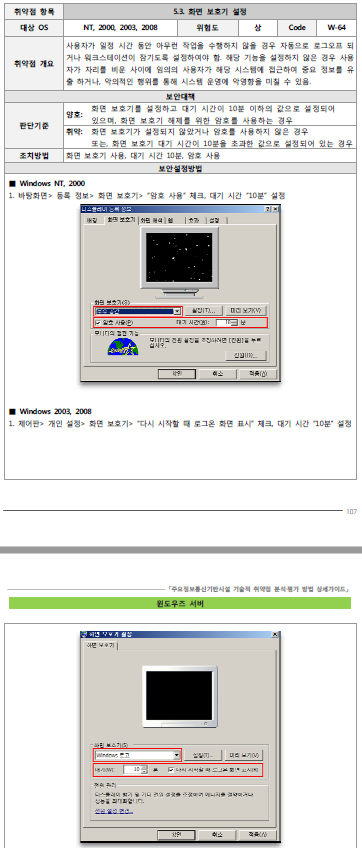 취약점 항목 5.3. 화면 보호기 설정
대상 OS NT, 2000, 2003, 2008 위험도 상 Code W-64
취약점 개요
사용자가 일정 시간 동안 아무런 작업을 수행하지 않을 경우 자동으로 로그오프 되
거나 워크스테이션이 잠기도록 설정하여야 함. 해당 기능을 설정하지 않은 경우 사용
자가 자리를 비운 사이에 임의의 사용자가 해당 시스템에 접근하여 중요 정보를 유
출 하거나, 악의적인 행위를 통해 시스템 운영에 악영향을 미칠 수 있음.
보안대책
판단기준
양호: 화면 보호기를 설정하고 대기 시간이 10분 이하의 값으로 설정되어
있으며, 화면 보호기 해제를 위한 암호를 사용하는 경우
취약: 화면 보호기가 설정되지 않았거나 암호를 사용하지 않은 경우
또는, 화면 보호기 대기 시간이 10분을 초과한 값으로 설정되어 있는 경우
조치방법 화면 보호기 사용, 대기 시간 10분, 암호 사용
보안설정방법
■ Windows NT, 2000
1. 바탕화면> 등록 정보> 화면 보호기> "암호 사용" 체크, 대기 시간 "10분" 설정
디스플레이 등록 정보
배경 화면 보호기 화면 배색 웹 효과 설정
화면 보호기(S)
설정(T)... 미리 보기(V)
암호 사용(P) 대기 시간(W): 10 분
모니터의 절전 기능
모니터의 전원 설정을 조정하시면 [전원]을 누르
십시오.
전원(O)...
확인 취소 적용(A)
■ Windows 2003, 2008
1. 제어판> 개인 설정> 화면 보호기> "다시 시작할 때 로그온 화면 표시" 체크, 대기 시간 "10분" 설정
107
「주요정보통신기반시설 기술적 취약점 분석·평가 방법 상세가이드」
윈도우즈 서버
화면 보호기 설정
화면 보호기
화면 보호기(S)
Windows 로고 설정(T)... 미리 보기(V)
대기(W): 10 분 다시 시작할 때 로그온 화면 표시(R)
전원 관리
디스플레이 밝기 및 기타 전원 설정을 조정하여 에너지를 절약하거나
성능을 최대화합니다.
전원 설정 변경...
확인 취소 적용(A)